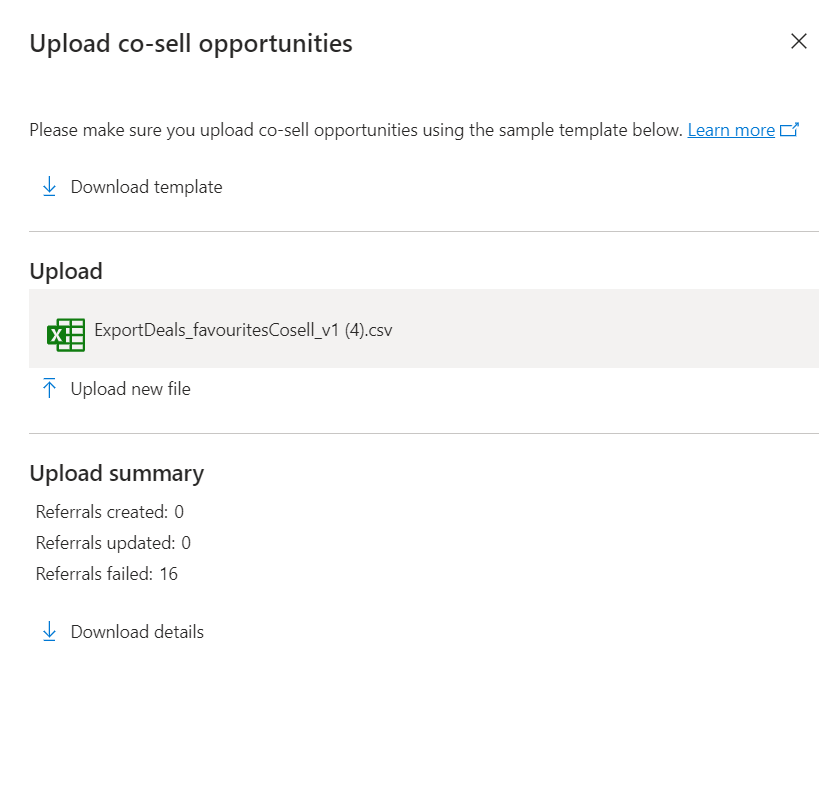 Upload co-sell opportunities
Please make sure you upload co-sell opportunities using the sample template below. Learn more
Download template
Upload
ExportDeals_favouritesCosell_v1 (4).csv
Upload new file
Upload summary
Referrals created: 0
Referrals updated: 0
Referrals failed: 16
Download details